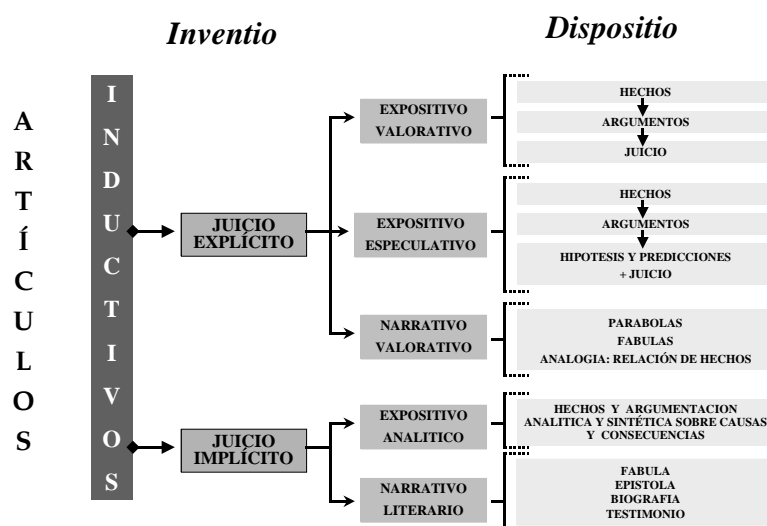 Inventio
Dispositio
ARTÍCULOS
INDUCTIVOS
JUICIO
EXPLÍCITO
EXPOSITIVO
VALORATIVO
HECHOS
ARGUMENTOS
JUICIO
EXPOSITIVO
ESPECULATIVO
HECHOS
ARGUMENTOS
HIPOTESIS Y PREDICCIONES
+ JUICIO
NARRATIVO
VALORATIVO
PARABOLAS
FABULAS
ANALOGIA: RELACIÓN DE HECHOS
JUICIO
IMPLÍCITO
EXPOSITIVO
ANALITICO
HECHOS Y ARGUMENTACION
ANALITICA Y SINTÉTICA SOBRE CAUSAS
Y CONSECUENCIAS
NARRATIVO
LITERARIO
FABULA
EPISTOLA
BIOGRAFIA
TESTIMONIO